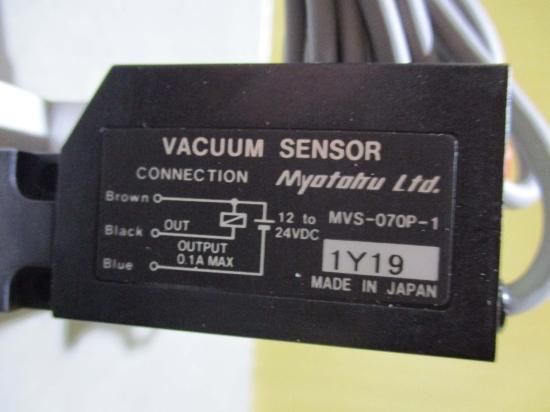 VACUUM SENSOR
CONNECTION Myotoku Ltd.
Brown
12 to 24VDC
MVS-070P-1
Black OUT
OUTPUT 0.1A MAX
Blue
1Y19
MADE IN JAPAN